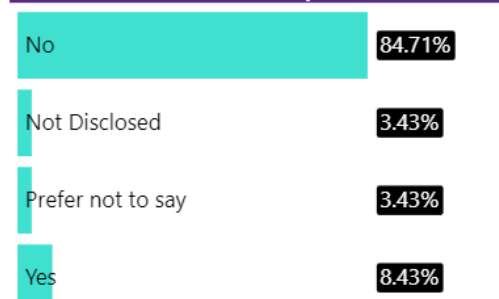 No 84.71%
Not Disclosed 3.43%
Prefer not to say 3.43%
Yes 8.43%